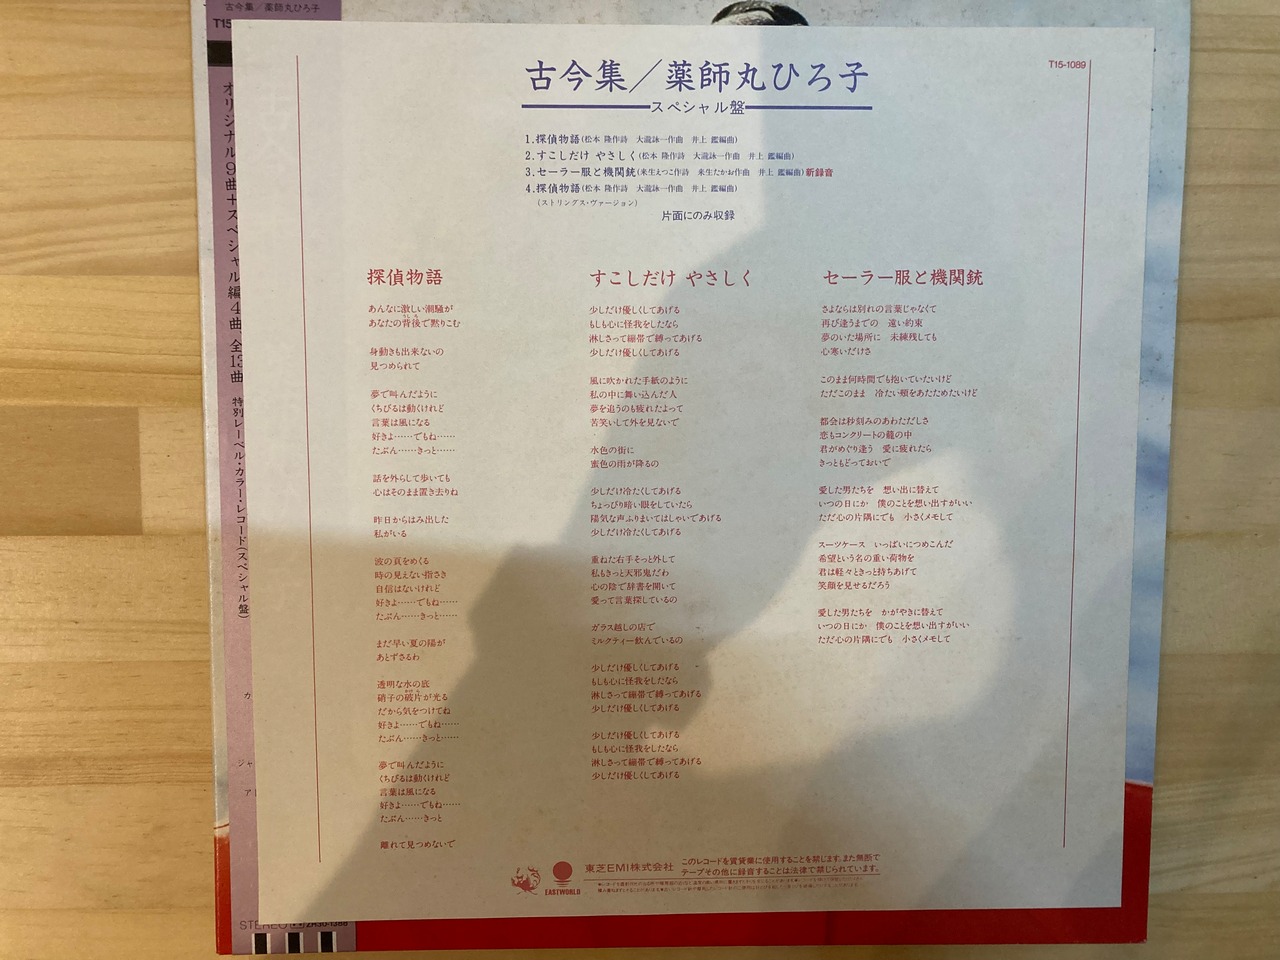 古今集／薬師丸ひろ子
T15
オリジナル9曲＋スペシャル編4曲、全13曲
特別レーベル・カラー・レコード(スペシャル盤)
カ
ジャ
ア
STEREO
古今集／薬師丸ひろ子
スペシャル盤
T15-1089
1.探偵物語(松本 隆作詩 大瀧詠一作曲 井上 鑑編曲)
2.すこしだけ やさしく(松本 隆作詩 大瀧詠一作曲 井上 鑑編曲)
3.セーラー服と機関銃(来生えつこ作詩 来生たかお作曲 井上 鑑編曲)新録音
4.探偵物語(松本 隆作詩 大瀧詠一作曲 井上 鑑編曲)
(ストリングス・ヴァージョン)
片面にのみ収録
探偵物語
あんなに激しい潮騒が
あなたの背後で黙りこむ
身動きも出来ないの
見つめられて
夢で叫んだように
くちびるは動くけれど
言葉は風になる
好きよ……でもね……
たぶん……きっと……
話を外らして歩いても
心はそのまま置き去りね
昨日からはみ出した
私がいる
波の頁をめくる
時の見えない指さき
自信はないけれど
好きよ……でもね……
たぶん……きっと……
まだ早い夏の陽が
あとずさるわ
透明な水の底
硝子の破片が光る
だから気をつけてね
好きよ……でもね……
たぶん……きっと……
夢で叫んだように
くちびるは動くけれど
言葉は風になる
好きよ……でもね……
たぶん……きっと
離れて見つめないで
すこしだけ やさしく
少しだけ優しくしてあげる
もしも心に怪我をしたなら
淋しさって繃帯で縛ってあげる
少しだけ優しくしてあげる
風に吹かれた手紙のように
私の中に舞い込んだ人
夢を追うのも疲れたよって
苦笑いして外を見ないで
水色の街に
蜜色の雨が降るの
少しだけ冷たくしてあげる
ちょっぴり暗い眼をしていたら
陽気な声ふりまいてはしゃいであげる
少しだけ冷たくしてあげる
重ねた右手そっと外して
私もきっと天邪鬼だわ
心の陰で辞書を開いて
愛って言葉探しているの
ガラス越しの店で
ミルクティー飲んでいるの
少しだけ優しくしてあげる
もしも心に怪我をしたなら
淋しさって繃帯で縛ってあげる
少しだけ優しくしてあげる
少しだけ優しくしてあげる
もしも心に怪我をしたなら
淋しさって繃帯で縛ってあげる
少しだけ優しくしてあげる
セーラー服と機関銃
さよならは別れの言葉じゃなくて
再び逢うまでの 遠い約束
夢のいた場所に 未練残しても
心寒いだけさ
このまま何時間でも抱いていたいけど
ただこのまま 冷たい頬をあたためたいけど
都会は秒刻みのあわただしさ
恋もコンクリートの籠の中
君がめぐり逢う 愛に疲れたら
きっともどっておいで
愛した男たちを 想い出に替えて
いつの日にか 僕のことを想い出すがいい
ただ心の片隅にでも 小さくメモして
スーツケース いっぱいにつめこんだ
希望という名の重い荷物を
君は軽々ときっと持ちあげて
笑顔を見せるだろう
愛した男たちを かがやきに替えて
いつの日にか 僕のことを想い出すがいい
ただ心の片隅にでも 小さくメモして
EASTWORLD
東芝EMI株式会社
このレコードを賃貸業に使用することを禁じます。また無断で
テープその他に録音することは法律で禁じられています。